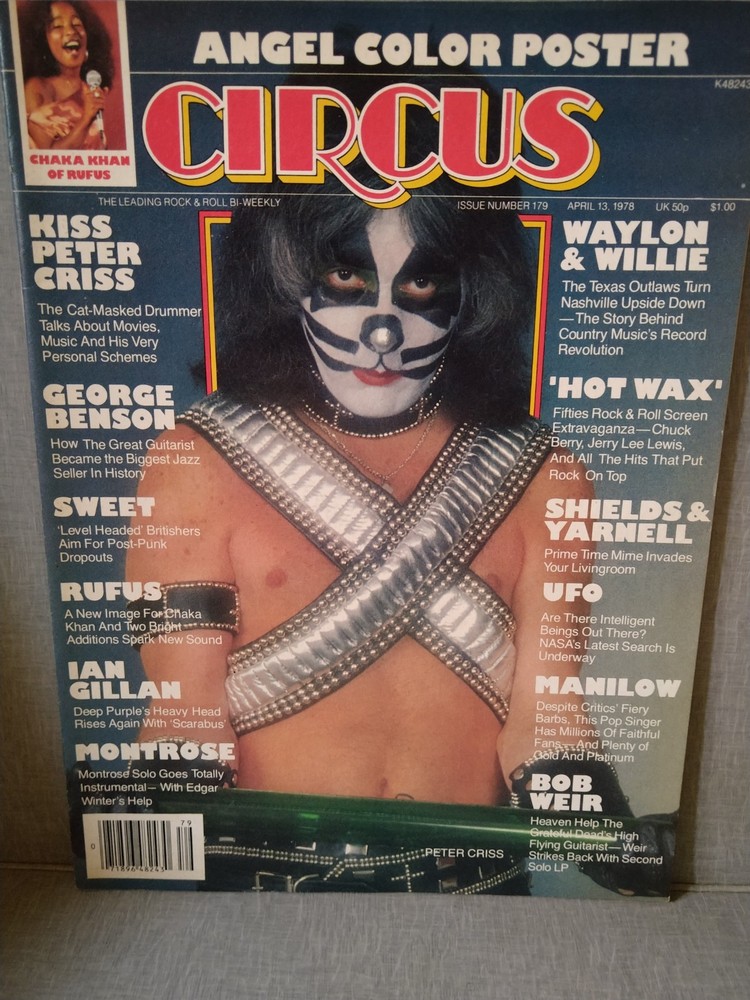 ANGEL COLOR POSTER
K48243
CIRCUS
CHAKA KHAN
OF RUFUS
THE LEADING ROCK & ROLL BI-WEEKLY
ISSUE NUMBER 179 APRIL 13, 1978 UK 50p $1.00
KISS
PETER
CRISS
The Cat-Masked Drummer
Talks About Movies,
Music And His Very
Personal Schemes
GEORGE
BENSON
How The Great Guitarist
Became the Biggest Jazz
Seller In History
SWEET
'Level Headed' Britishers
Aim For Post-Punk
Dropouts
RUFUS
A New Image For Chaka
Khan And Two Bright
Additions Spark New Sound
IAN
GILLAN
Deep Purple's Heavy Head
Rises Again With 'Scarabus'
MONTROSE
Montrose Solo Goes Totally
Instrumental—With Edgar
Winter's Help
WAYLON
& WILLIE
The Texas Outlaws Turn
Nashville Upside Down
—The Story Behind
Country Music's Record
Revolution
'HOT WAX'
Fifties Rock & Roll Screen
Extravaganza—Chuck
Berry, Jerry Lee Lewis,
And All The Hits That Put
Rock On Top
SHIELDS &
YARNELL
Prime Time Mime Invades
Your Livingroom
UFO
Are There Intelligent
Beings Out There?
NASA's Latest Search Is
Underway
MANILOW
Despite Critics' Fiery
Barbs, This Pop Singer
Has Millions Of Faithful
Fans—And Plenty of
Gold And Platinum
BOB
WEIR
Heaven Help The
Grateful Dead's High
Flying Guitarist—Weir
Strikes Back With Second
Solo LP
PETER CRISS
79
0 71896 48243